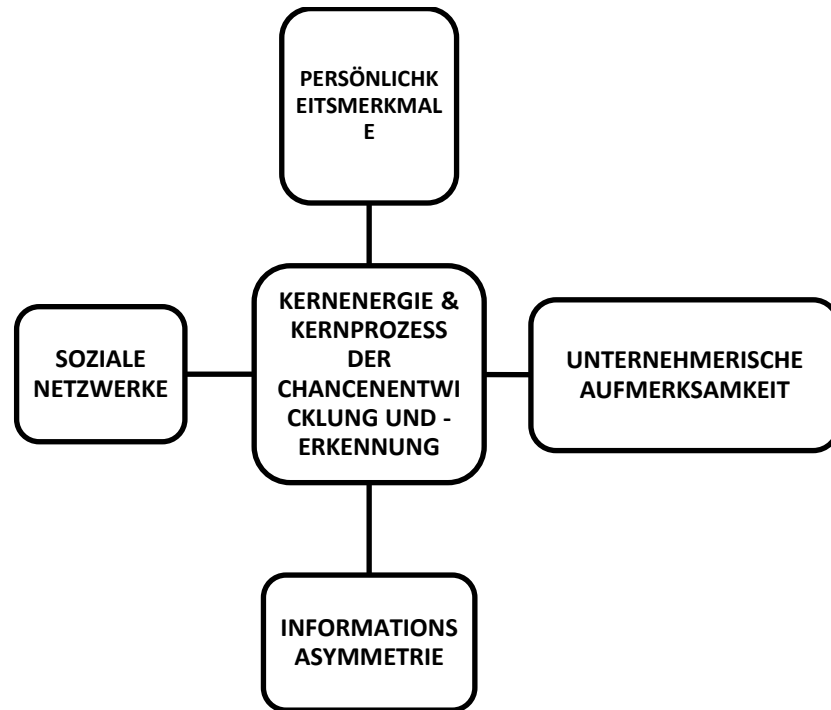 PERSÖNLICHK
EITSMERKMAL
E
KERNENERGIE &
KERNPROZESS
DER
CHANCENENTWI
CKLUNG UND -
ERKENNUNG
SOZIALE
NETZWERKE
UNTERNEHMERISCHE
AUFMERKSAMKEIT
INFORMATIONS
ASYMMETRIE